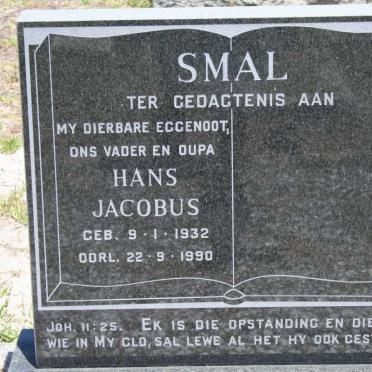 SMAL
TER GEDAGTENIS AAN
MY DIERBARE EGGENOOT,
ONS VADER EN OUPA
HANS
JACOBUS
GEB. 9·1·1932
OORL. 22·9·1990
JOH. 11:25. EK IS DIE OPSTANDING EN DIE
WIE IN MY GLO, SAL LEWE AL HET HY OOK GEST